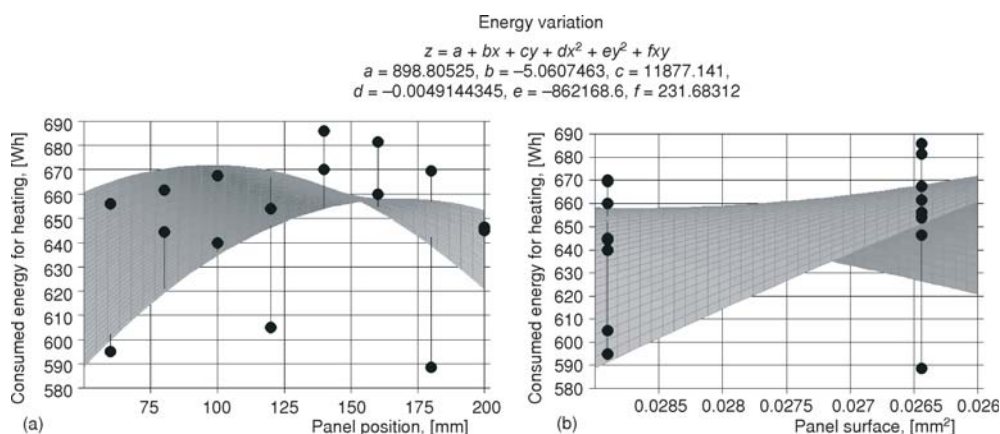 Energy variation
z = a + bx + cy + dx² + ey² + fxy
a = 898.80525, b = –5.0607463, c = 11877.141,
d = –0.0049144345, e = –862168.6, f = 231.68312
Consumed energy for heating, [Wh]
690
680
670
660
650
640
630
620
610
600
590
580
75 100 125 150 175 200
(a) Panel position, [mm]
Consumed energy for heating, [Wh]
690
680
670
660
650
640
630
620
610
600
590
580
0.0285 0.028 0.0275 0.027 0.0265 0.026
(b) Panel surface, [mm²]